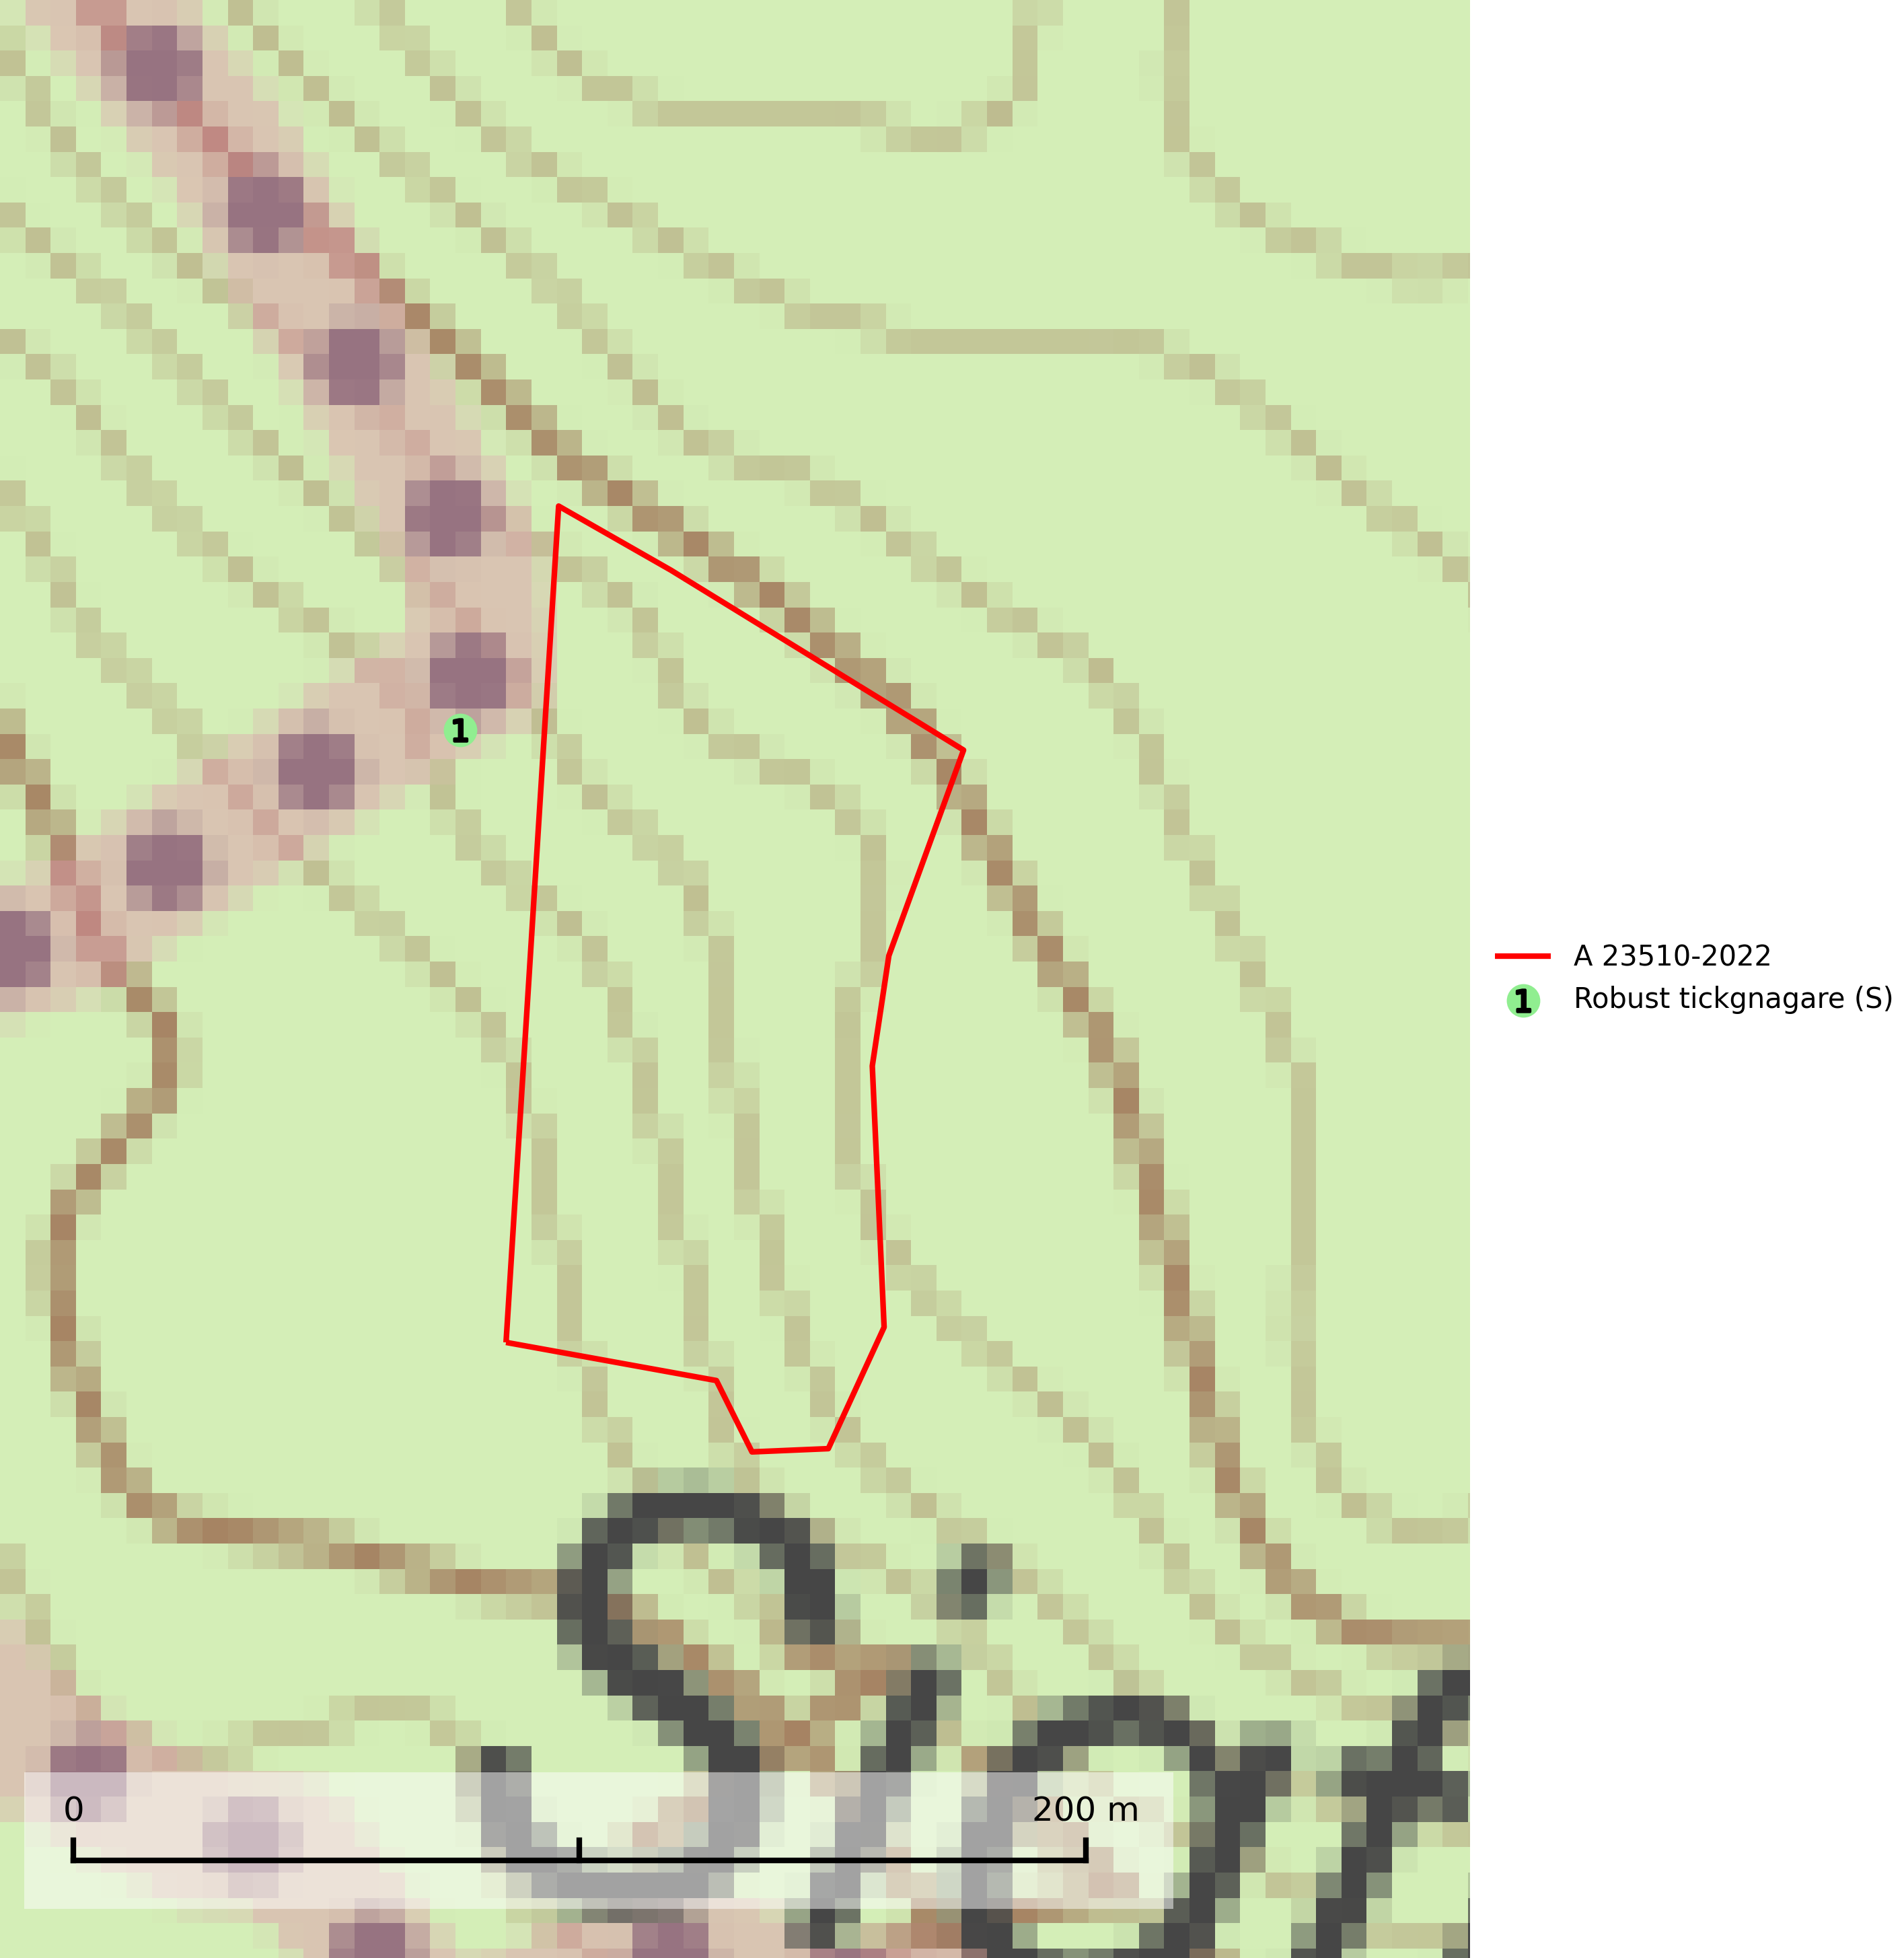 1
A 23510-2022
1 Robust tickgnagare (S)
0 200 m